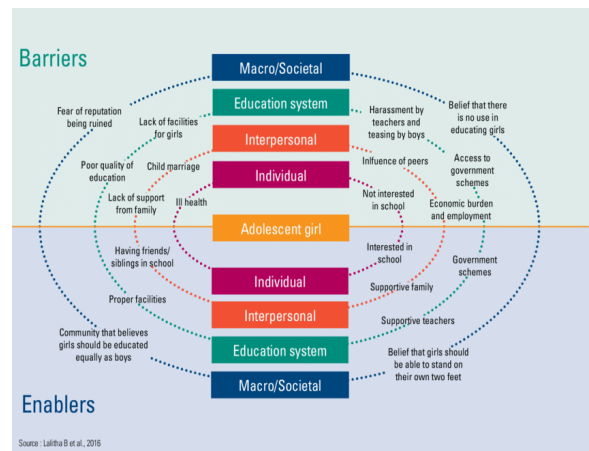 Barriers
Macro/Societal
Education system
Interpersonal
Individual
Adolescent girl
Individual
Interpersonal
Education system
Macro/Societal
Fear of reputation
being ruined
Lack of facilities
for girls
Poor quality of
education
Child marriage
Lack of support
from family
Ill health
Harassment by
teachers and
teasing by boys
Belief that there
is no use in
educating girls
Inlfuence of peers
Access to
government
schemes
Not interested
in school
Economic burden
and employment
Having friends/
siblings in school
Proper facilities
Community that believes
girls should be educated
equally as boys
Interested in
school
Government
schemes
Supportive family
Supportive teachers
Belief that girls should
be able to stand on
their own two feet
Enablers
Source : Lalitha B et al., 2016